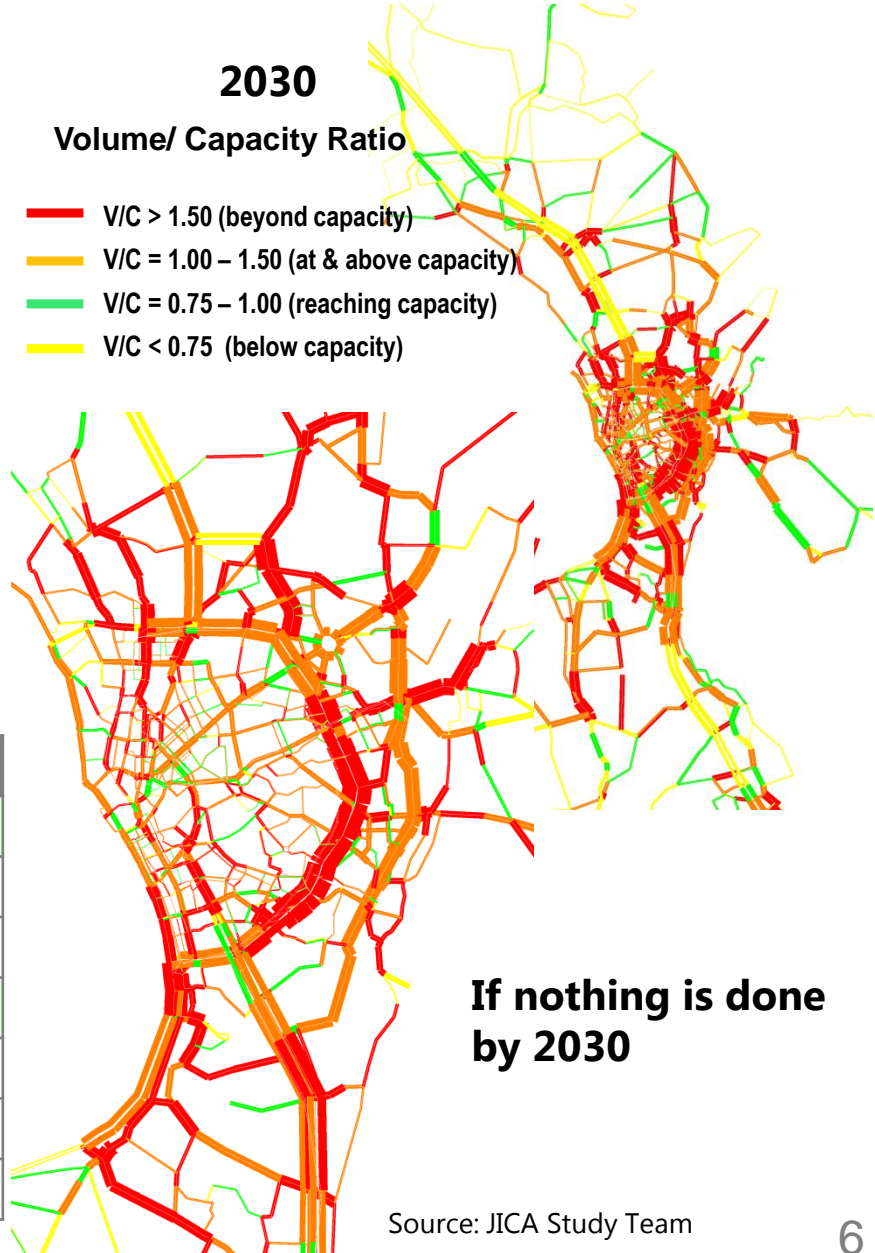 2030
Volume/ Capacity Ratio
V/C > 1.50 (beyond capacity)
V/C = 1.00 – 1.50 (at & above capacity)
V/C = 0.75 – 1.00 (reaching capacity)
V/C < 0.75 (below capacity)
If nothing is done
by 2030
Source: JICA Study Team
6